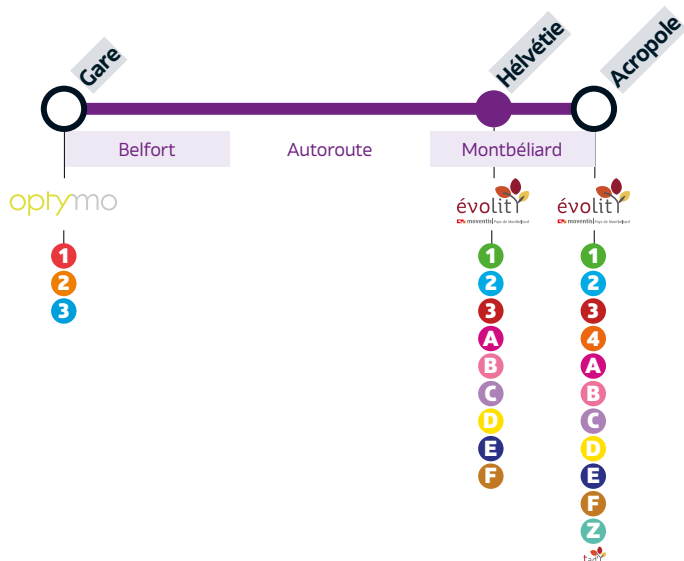 Gare
Hélvétie
Acropole
Belfort
Autoroute
Montbéliard
optymo
1
2
3
évolitY
moventis Pays de Montbéliard
1
2
3
A
B
C
D
E
F
évolitY
moventis Pays de Montbéliard
1
2
3
4
A
B
C
D
E
F
Z